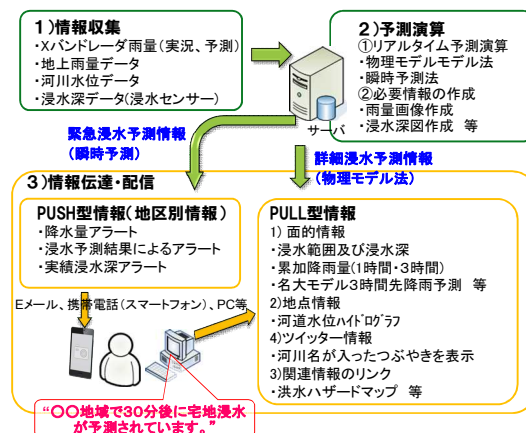 1)情報収集
・Xバンドレーダ雨量(実況、予測)
・地上雨量データ
・河川水位データ
・浸水深データ(浸水センサー)
2)予測演算
①リアルタイム予測演算
・物理モデルモデル法
・瞬時予測法
②必要情報の作成
・雨量画像作成
・浸水深図作成 等
サーバ
緊急浸水予測情報
(瞬時予測)
詳細浸水予測情報
(物理モデル法)
3)情報伝達・配信
PUSH型情報(地区別情報)
・降水量アラート
・浸水予測結果によるアラート
・実績浸水深アラート
Eメール、携帯電話(スマートフォン)、PC等
PULL型情報
1) 面的情報
・浸水範囲及び浸水深
・累加降雨量(1時間・3時間)
・名大モデル3時間先降雨予測 等
2)地点情報
・河道水位ハイドログラフ
4)ツイッター情報
・河川名が入ったつぶやきを表示
3)関連情報のリンク
・洪水ハザードマップ 等
“〇〇地域で30分後に宅地浸水
が予測されています。”